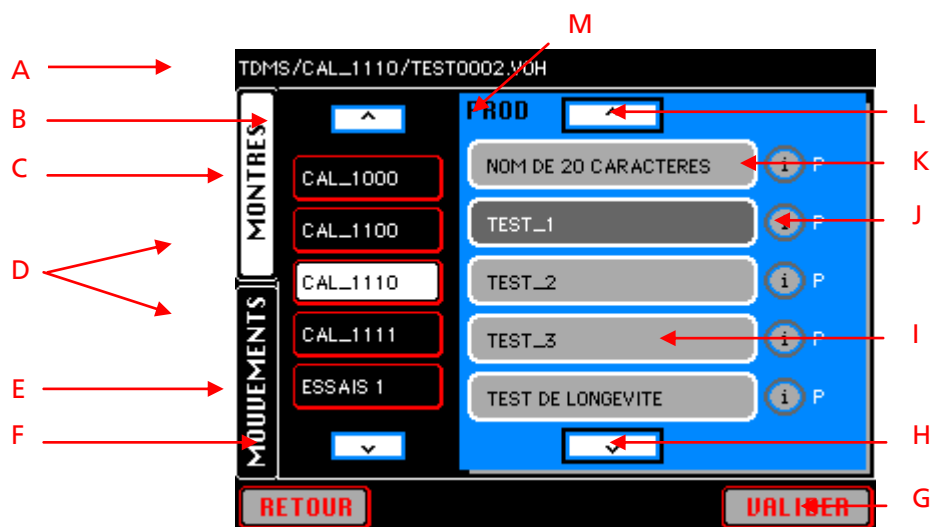 M
A
TDMS/CAL_1110/TEST0002.VOH
B
MONTRES
^
PROD
^
L
C
CAL_1000
NOM DE 20 CARACTERES
i
P
K
CAL_1100
TEST_1
i
P
J
D
CAL_1110
TEST_2
i
P
MOUVEMENTS
CAL_1111
TEST_3
i
P
I
E
ESSAIS 1
TEST DE LONGEVITE
i
P
F
H
RETOUR
VALIDER
G